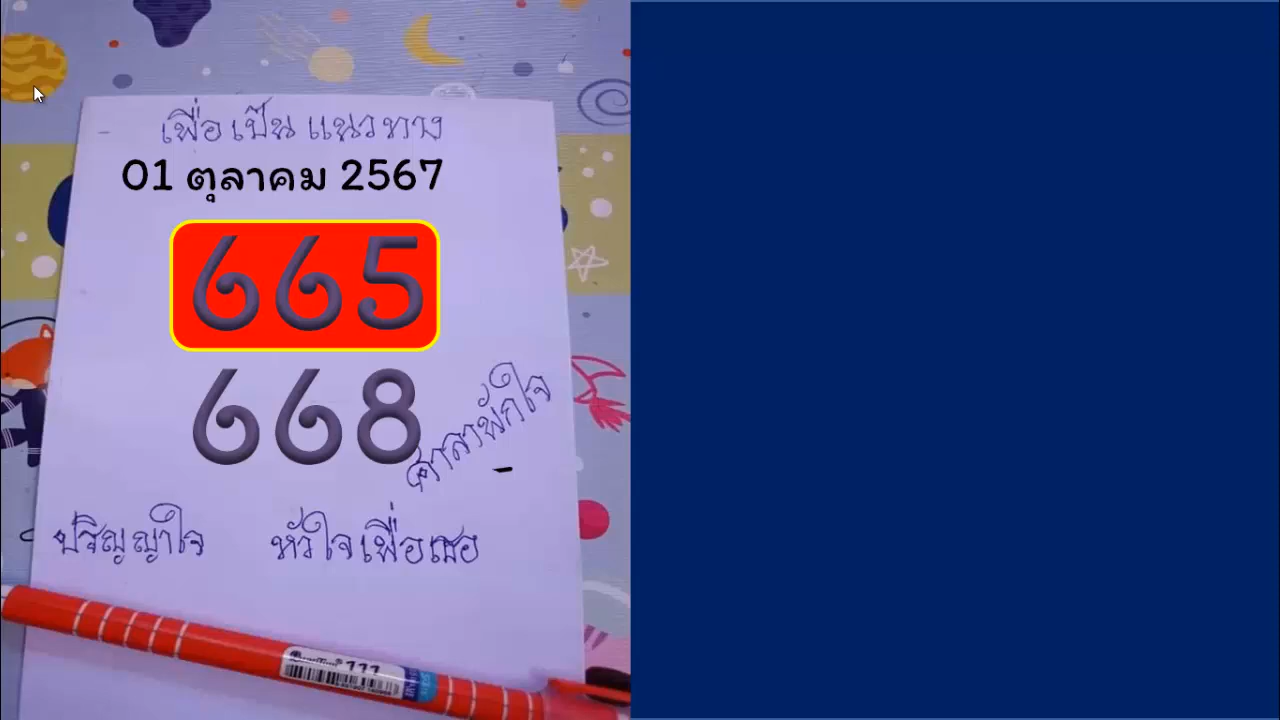 เพื่อเป็นแนวทาง
01 ตุลาคม 2567
665
668
ศาลาพักใจ
ปริญญาใจ หัวใจเพื่อเธอ
111